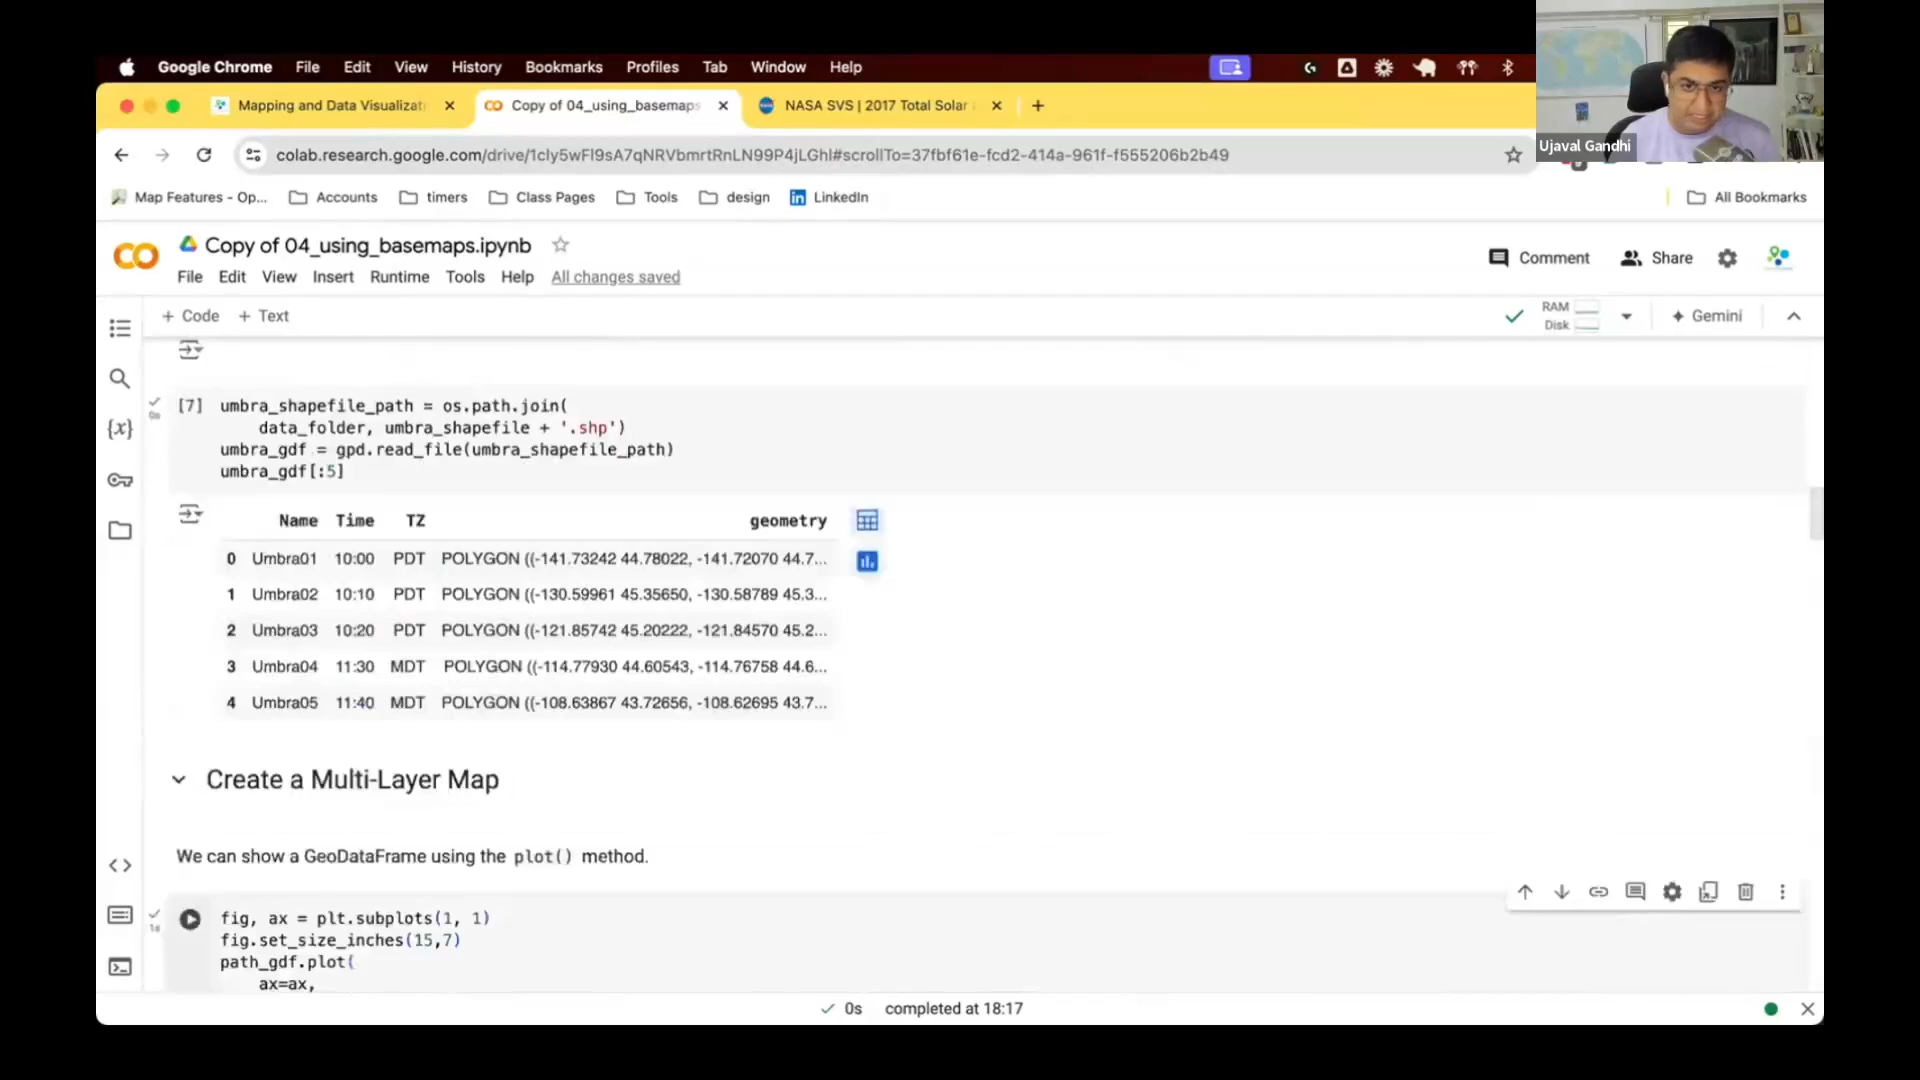 Google Chrome File Edit View History Bookmarks Profiles Tab Window Help
Mapping and Data Visualizat
Copy of 04_using_basemaps
NASA SVS | 2017 Total Solar
Ujaval Gandhi
colab.research.google.com/drive/1cIy5wFl9sA7qNRVbmrtRnLN99P4jLGhl#scrollTo=37fbf61e-fcd2-414a-961f-f555206b2b49
Map Features - Op... Accounts timers Class Pages Tools design LinkedIn All Bookmarks
Copy of 04_using_basemaps.ipynb
File Edit View Insert Runtime Tools Help All changes saved
Comment Share
+ Code + Text
RAM
Disk
Gemini
[7] umbra_shapefile_path = os.path.join(
data_folder, umbra_shapefile + '.shp')
umbra_gdf = gpd.read_file(umbra_shapefile_path)
umbra_gdf[:5]
0s
{x}
Name Time TZ geometry
0 Umbra01 10:00 PDT POLYGON ((-141.73242 44.78022, -141.72070 44.7...
1 Umbra02 10:10 PDT POLYGON ((-130.59961 45.35650, -130.58789 45.3...
2 Umbra03 10:20 PDT POLYGON ((-121.85742 45.20222, -121.84570 45.2...
3 Umbra04 11:30 MDT POLYGON ((-114.77930 44.60543, -114.76758 44.6...
4 Umbra05 11:40 MDT POLYGON ((-108.63867 43.72656, -108.62695 43.7...
Create a Multi-Layer Map
We can show a GeoDataFrame using the plot() method.
1s
fig, ax = plt.subplots(1, 1)
fig.set_size_inches(15,7)
path_gdf.plot(
ax=ax,
0s completed at 18:17